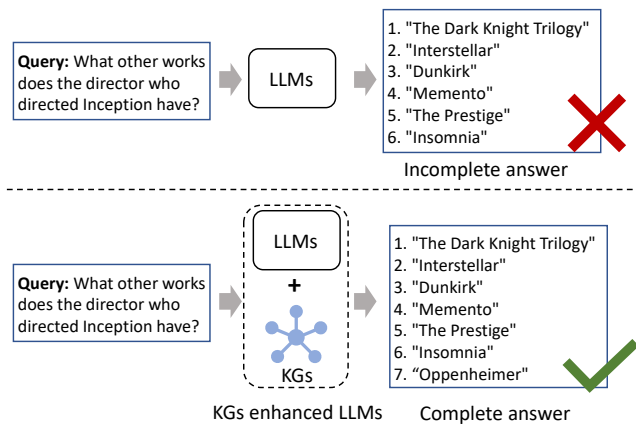 Query: What other works
does the director who
directed Inception have?
LLMs
1. "The Dark Knight Trilogy"
2. "Interstellar"
3. "Dunkirk"
4. "Memento"
5. "The Prestige"
6. "Insomnia"
Incomplete answer
Query: What other works
does the director who
directed Inception have?
LLMs
+
KGs
KGs enhanced LLMs
1. "The Dark Knight Trilogy"
2. "Interstellar"
3. "Dunkirk"
4. "Memento"
5. "The Prestige"
6. "Insomnia"
7. “Oppenheimer"
Complete answer